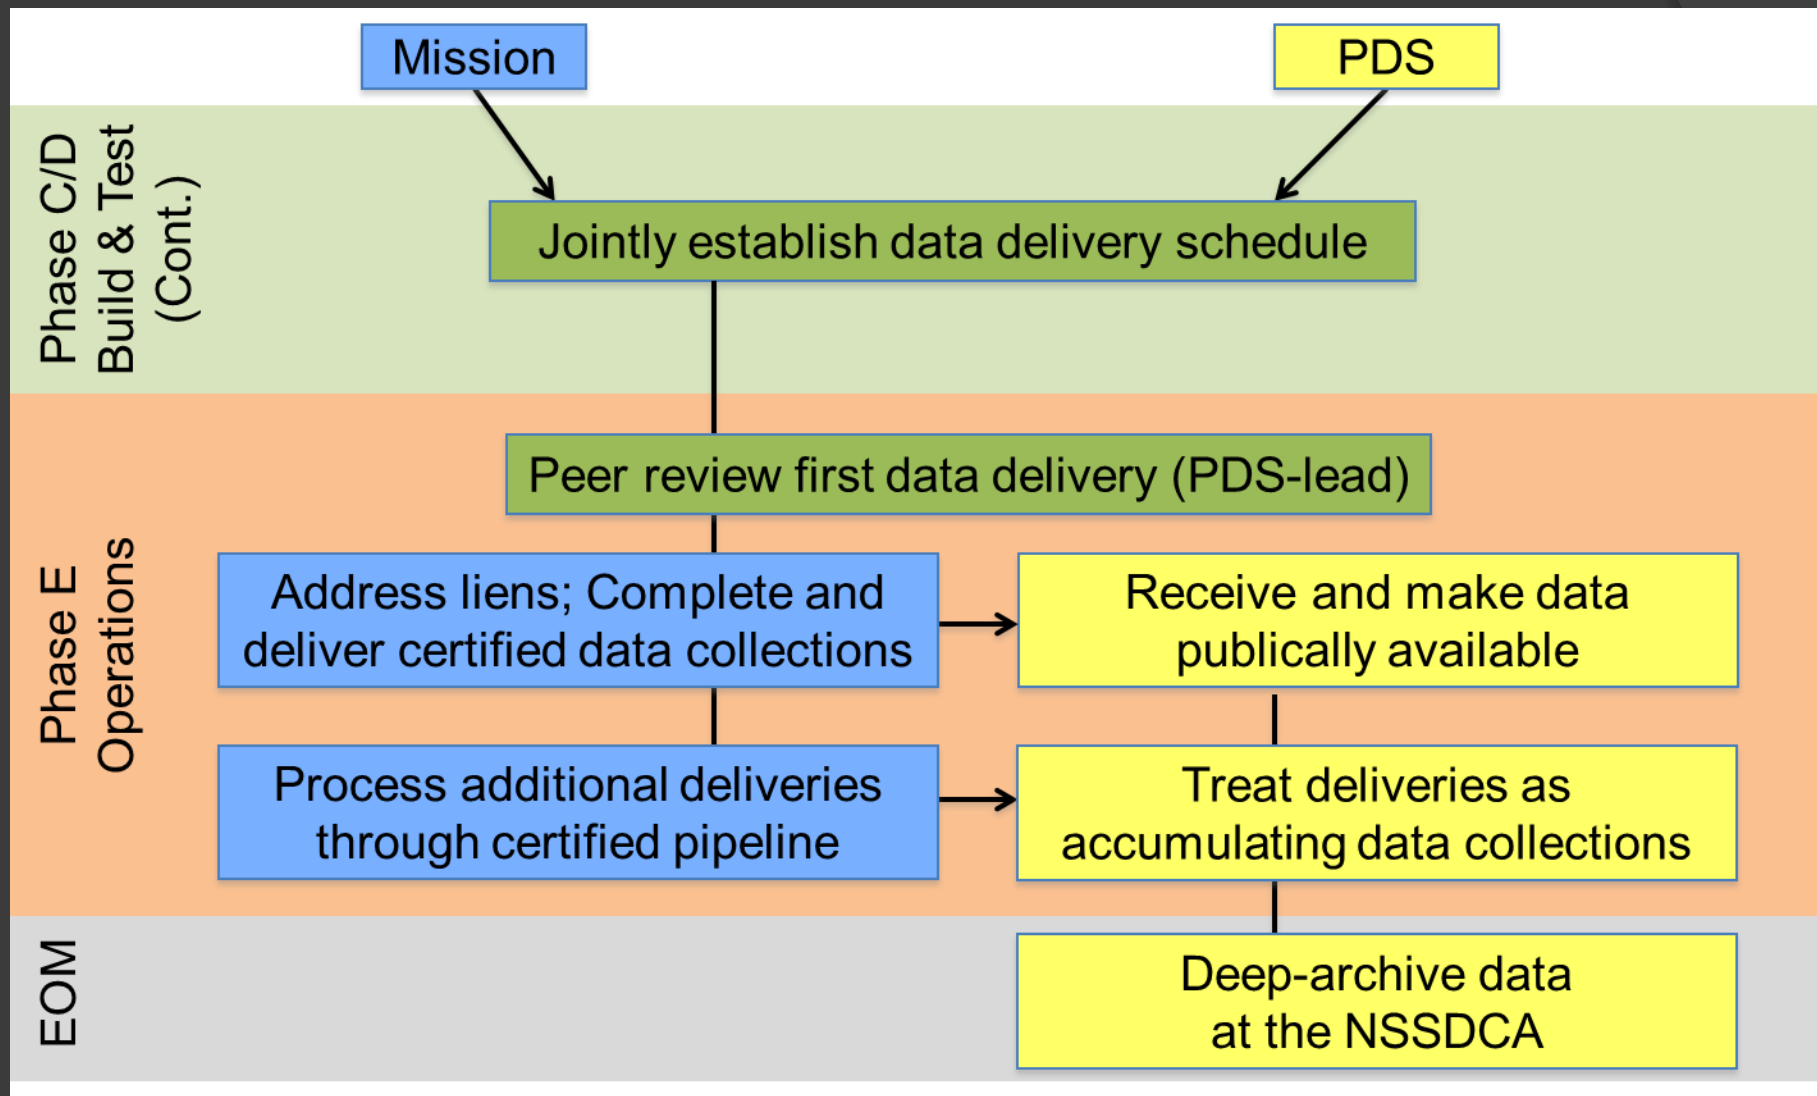 Mission
PDS
Phase C/D
Build & Test
(Cont.)
Jointly establish data delivery schedule
Phase E
Operations
Peer review first data delivery (PDS-lead)
Address liens; Complete and
deliver certified data collections
Receive and make data
publically available
Process additional deliveries
through certified pipeline
Treat deliveries as
accumulating data collections
EOM
Deep-archive data
at the NSSDCA